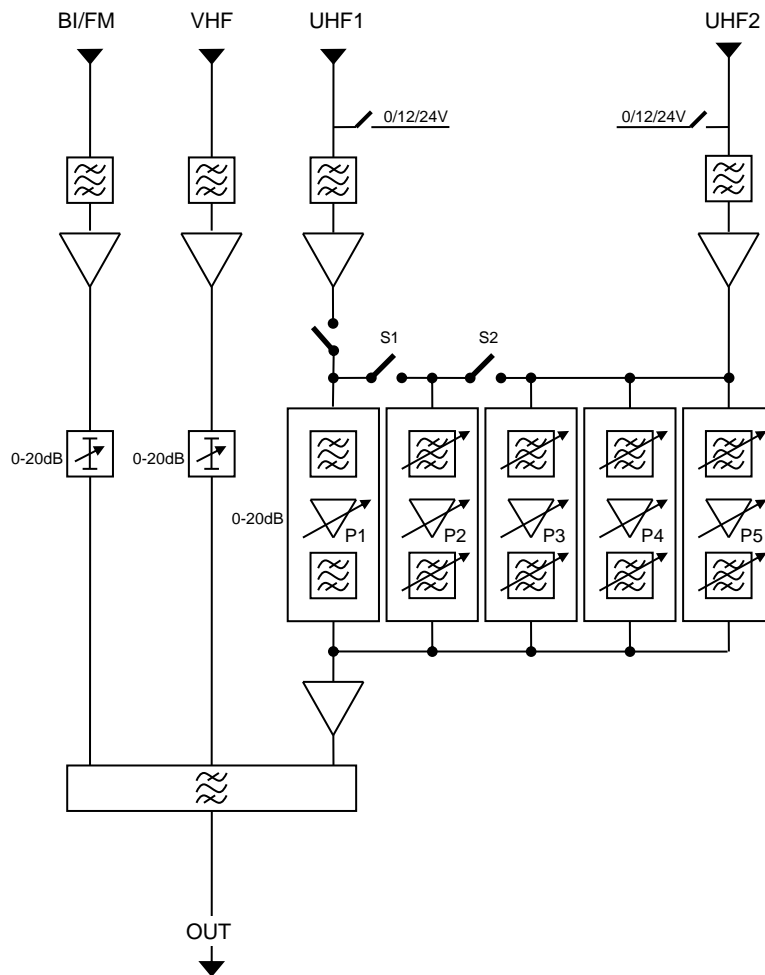 BI/FM
VHF
UHF1
UHF2
0/12/24V
0/12/24V
S1
S2
0-20dB
0-20dB
0-20dB
P1
P2
P3
P4
P5
OUT